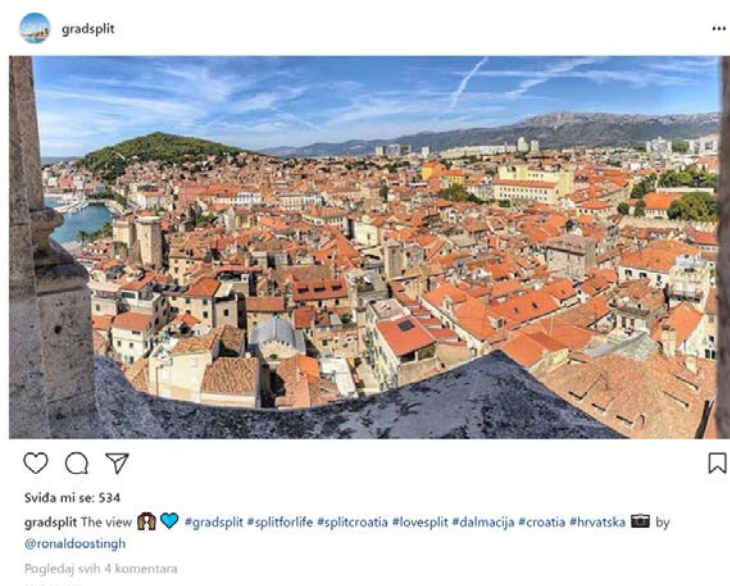 gradsplit
Sviđa mi se: 534
gradsplit The view #gradsplit #splitforlife #splitcroatia #lovesplit #dalmacija #croatia #hrvatska by
@ronaldoostingh
Pogledaj svih 4 komentara